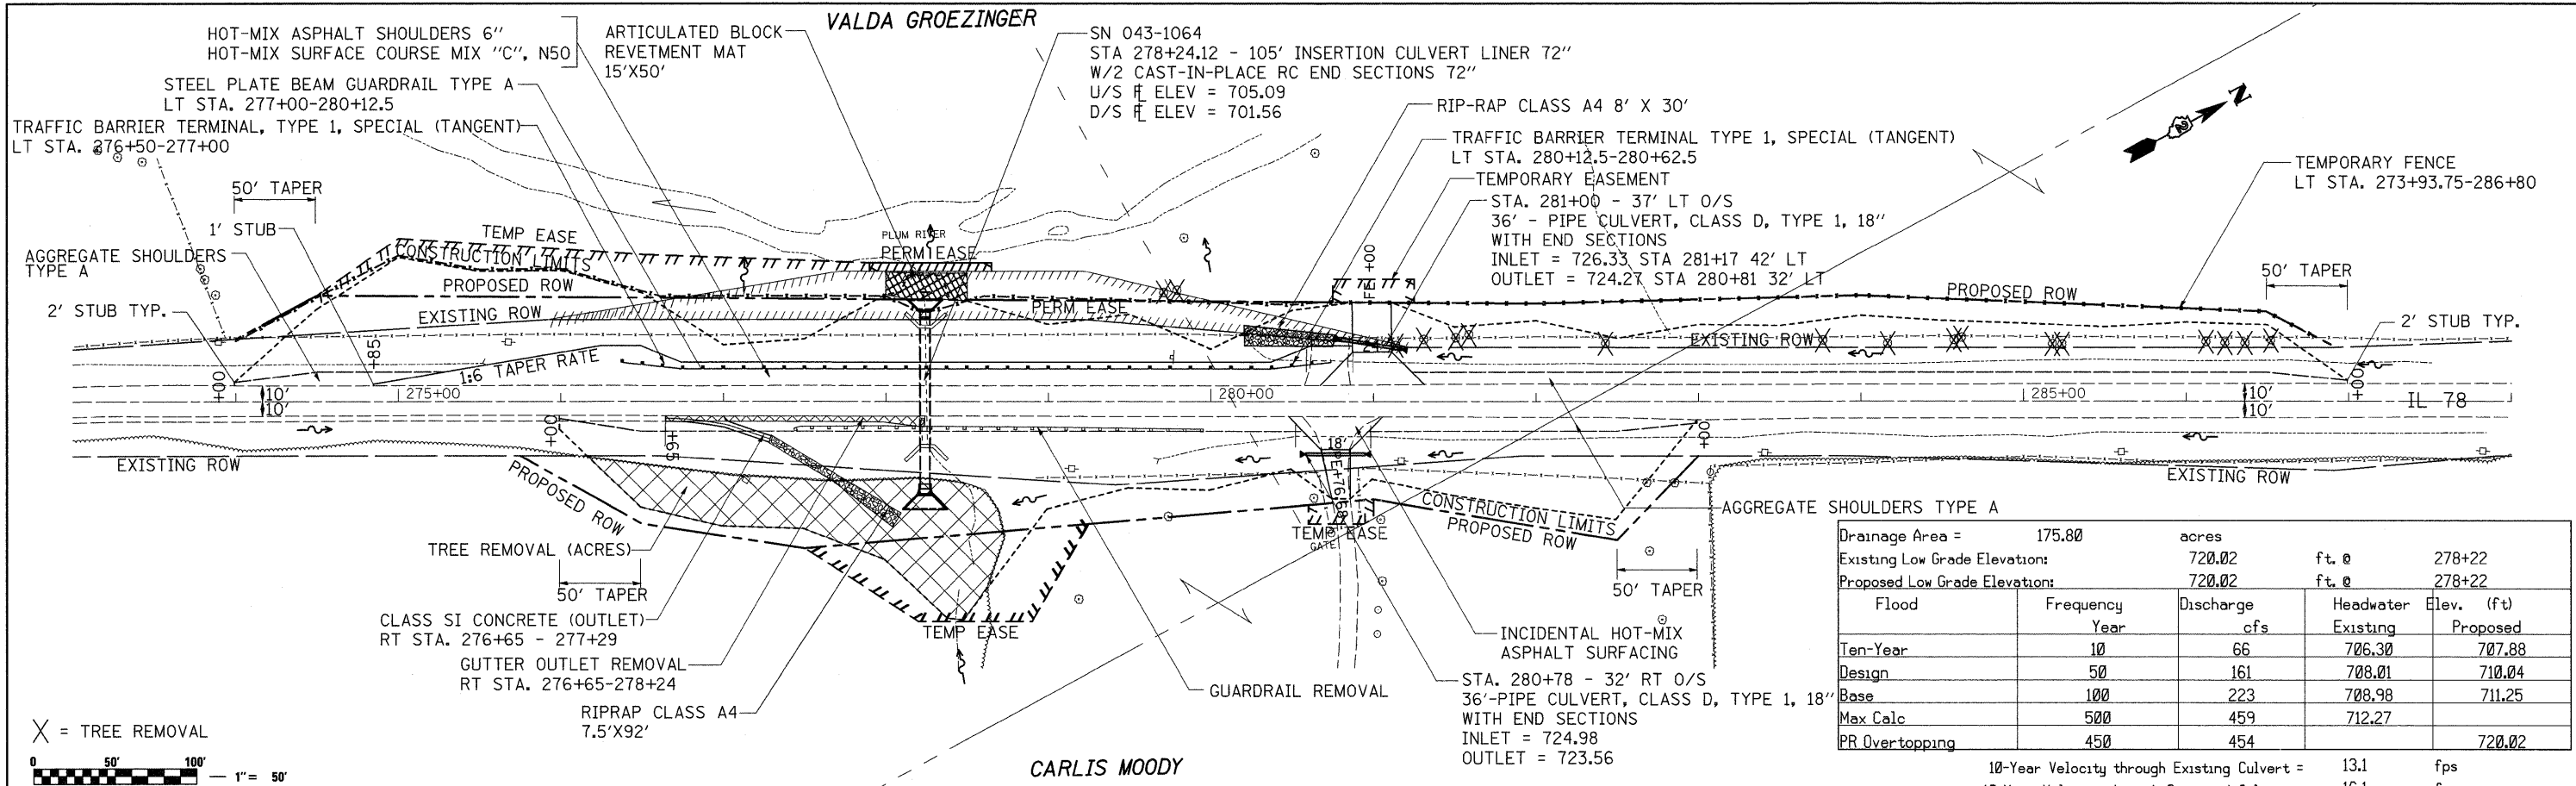 VALDA GROEZINGER
HOT-MIX ASPHALT SHOULDERS 6"
HOT-MIX SURFACE COURSE MIX "C", N50
STEEL PLATE BEAM GUARDRAIL TYPE A
LT STA. 277+00-280+12.5
TRAFFIC BARRIER TERMINAL, TYPE 1, SPECIAL (TANGENT)
LT STA. 276+50-277+00
ARTICULATED BLOCK
REVETMENT MAT
15'X50'
SN 043-1064
STA 278+24.12 - 105' INSERTION CULVERT LINER 72"
W/2 CAST-IN-PLACE RC END SECTIONS 72"
U/S FL ELEV = 705.09
D/S FL ELEV = 701.56
RIP-RAP CLASS A4 8' X 30'
TRAFFIC BARRIER TERMINAL TYPE 1, SPECIAL (TANGENT)
LT STA. 280+12.5-280+62.5
TEMPORARY EASEMENT
STA. 281+00 - 37' LT O/S
36' - PIPE CULVERT, CLASS D, TYPE 1, 18"
WITH END SECTIONS
INLET = 726.33 STA 281+17 42' LT
OUTLET = 724.27 STA 280+81 32' LT
N
TEMPORARY FENCE
LT STA. 273+93.75-286+80
50' TAPER
1' STUB
AGGREGATE SHOULDERS
TYPE A
2' STUB TYP.
TEMP EASE
CONSTRUCTION LIMITS
PROPOSED ROW
EXISTING ROW
PLUM RIVER
PERM EASE
PERM EASE
+00
PROPOSED ROW
50' TAPER
2' STUB TYP.
EXISTING ROW
+85
1:6 TAPER RATE
+00
10'
10'
275+00
280+00
285+00
10'
10'
+00
IL 78
+00
+65
18'
+00
EXISTING ROW
PROPOSED ROW
EXISTING ROW
CONSTRUCTION LIMITS
PROPOSED ROW
TEMP EASE
GATE
AGGREGATE SHOULDERS TYPE A
TREE REMOVAL (ACRES)
50' TAPER
50' TAPER
CLASS SI CONCRETE (OUTLET)
RT STA. 276+65 - 277+29
TEMP EASE
GUTTER OUTLET REMOVAL
RT STA. 276+65-278+24
RIPRAP CLASS A4
7.5'X92'
GUARDRAIL REMOVAL
INCIDENTAL HOT-MIX
ASPHALT SURFACING
STA. 280+78 - 32' RT O/S
36'-PIPE CULVERT, CLASS D, TYPE 1, 18"
WITH END SECTIONS
INLET = 724.98
OUTLET = 723.56
Drainage Area = 175.80 acres
Existing Low Grade Elevation: 720.02 ft. @ 278+22
Proposed Low Grade Elevation: 720.02 ft. @ 278+22
Flood Frequency Discharge Headwater Elev. (ft)
Year cfs Existing Proposed
Ten-Year 10 66 706.30 707.88
Design 50 161 708.01 710.04
Base 100 223 708.98 711.25
Max Calc 500 459 712.27
PR Overtopping 450 454 720.02
10-Year Velocity through Existing Culvert = 13.1 fps
X = TREE REMOVAL
0 50' 100'
1"= 50'
CARLIS MOODY